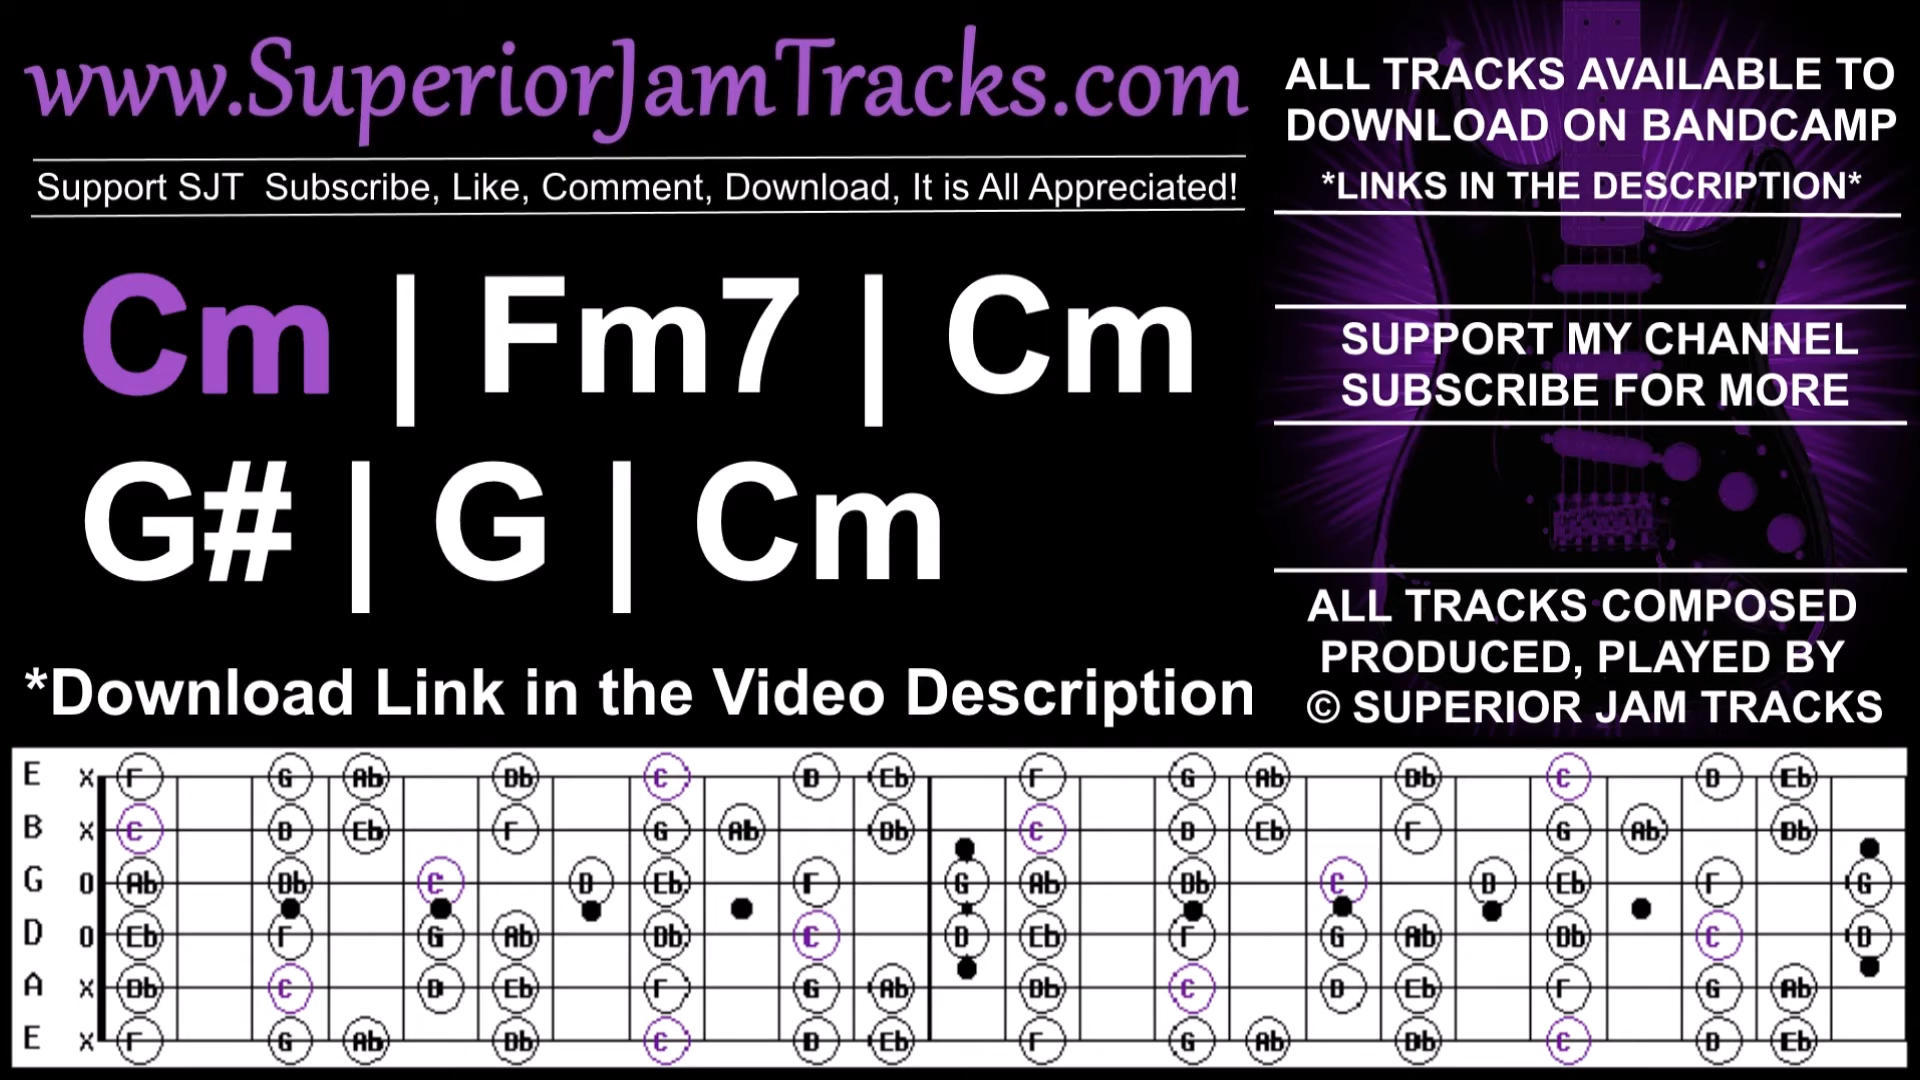 www.SuperiorJamTracks.com
Support SJT  Subscribe, Like, Comment, Download, It is All Appreciated!
Cm | Fm7 | Cm
G# | G | Cm
*Download Link in the Video Description
ALL TRACKS AVAILABLE TO
DOWNLOAD ON BANDCAMP
*LINKS IN THE DESCRIPTION*
SUPPORT MY CHANNEL
SUBSCRIBE FOR MORE
ALL TRACKS COMPOSED
PRODUCED, PLAYED BY
© SUPERIOR JAM TRACKS
E x F G Ab Db C D Eb F G Ab Db C D Eb
B x C D Eb F G Ab Db C D Eb F G Ab Db
G 0 Ab Db C D Eb F G Ab Db C D Eb F G
D 0 Eb F G Ab Db C D Eb F G Ab Db C D
A x Db C D Eb F G Ab Db C D Eb F G Ab
E x F G Ab Db C D Eb F G Ab Db C D Eb